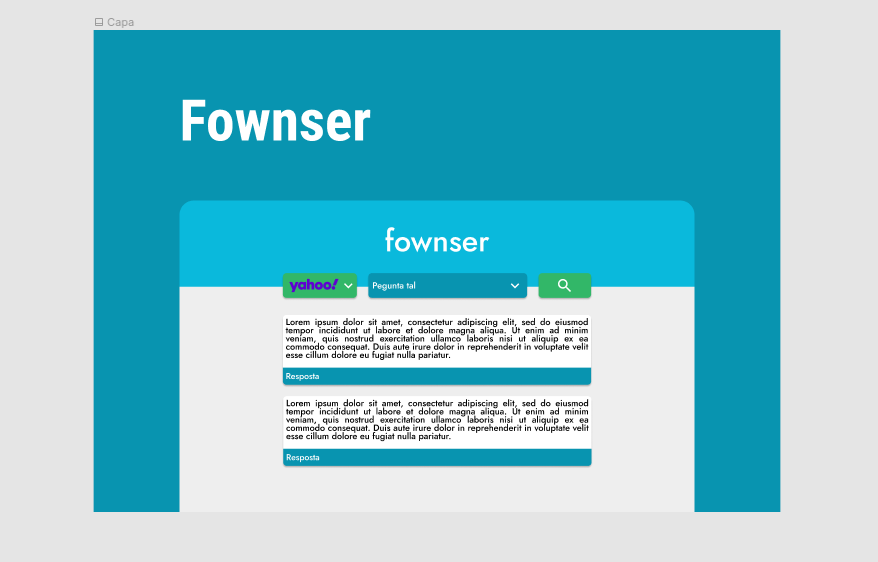 Capa
Fownser
fownser
yahoo!
Pegunta tal
Lorem ipsum dolor sit amet, consectetur adipiscing elit, sed do eiusmod
tempor incididunt ut labore et dolore magna aliqua. Ut enim ad minim
veniam, quis nostrud exercitation ullamco laboris nisi ut aliquip ex ea
commodo consequat. Duis aute irure dolor in reprehenderit in voluptate velit
esse cillum dolore eu fugiat nulla pariatur.
Resposta
Lorem ipsum dolor sit amet, consectetur adipiscing elit, sed do eiusmod
tempor incididunt ut labore et dolore magna aliqua. Ut enim ad minim
veniam, quis nostrud exercitation ullamco laboris nisi ut aliquip ex ea
commodo consequat. Duis aute irure dolor in reprehenderit in voluptate velit
esse cillum dolore eu fugiat nulla pariatur.
Resposta